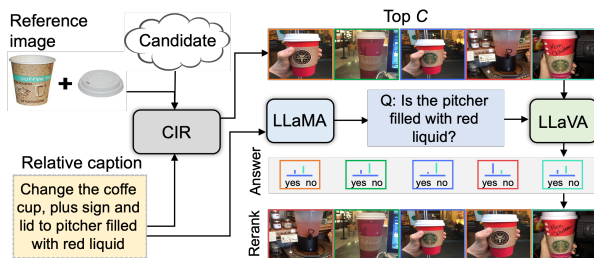 Reference image
Candidate
Top C
CIR
LLaMA
Q: Is the pitcher filled with red liquid?
LLaVA
Relative caption
Change the coffe
cup, plus sign and
lid to pitcher filled
with red liquid
Answer
yes no
yes no
yes no
yes no
yes no
Rerank